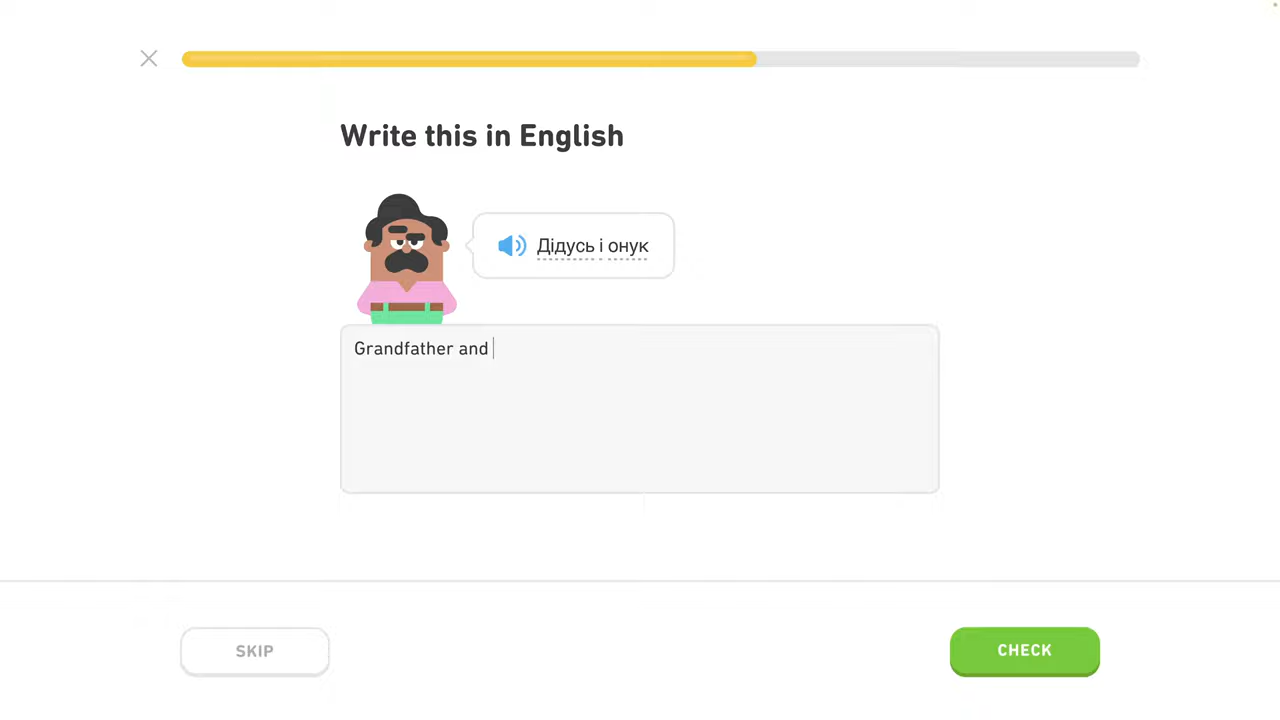 Write this in English
Дідусь і онук
Grandfather and
SKIP
CHECK